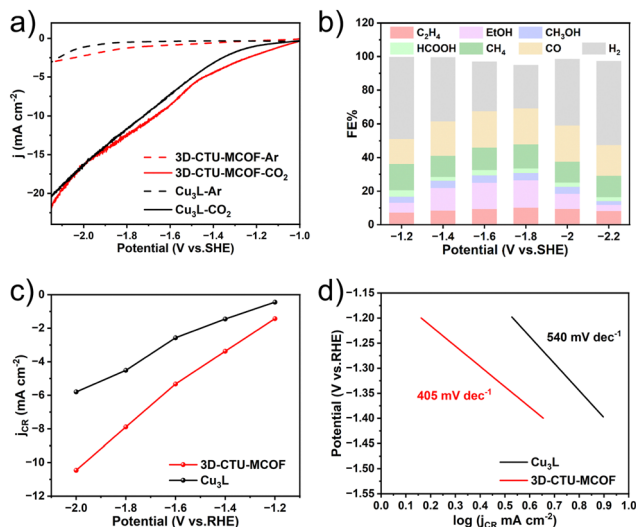 a)
j (mA cm⁻²)
0
−5
−10
−15
−20
3D-CTU-MCOF-Ar
3D-CTU-MCOF-CO₂
Cu₃L-Ar
Cu₃L-CO₂
−2.0 −1.8 −1.6 −1.4 −1.2 −1.0
Potential (V vs.SHE)
b)
FE%
120
100
80
60
40
20
0
C₂H₄ EtOH CH₃OH
HCOOH CH₄ CO H₂
-1.2 -1.4 -1.6 -1.8 -2 -2.2
Potential (V vs.SHE)
c)
j_CR (mA cm⁻²)
0
−2
−4
−6
−8
−10
−12
3D-CTU-MCOF
Cu₃L
−2.0 −1.8 −1.6 −1.4 −1.2
Potential (V vs.RHE)
d)
Potential (V vs.RHE)
−1.15
−1.20
−1.25
−1.30
−1.35
−1.40
−1.45
−1.50
−1.55
540 mV dec⁻¹
405 mV dec⁻¹
Cu₃L
3D-CTU-MCOF
0.0 0.1 0.2 0.3 0.4 0.5 0.6 0.7 0.8 0.9 1.0
log (j_CR mA cm⁻²)